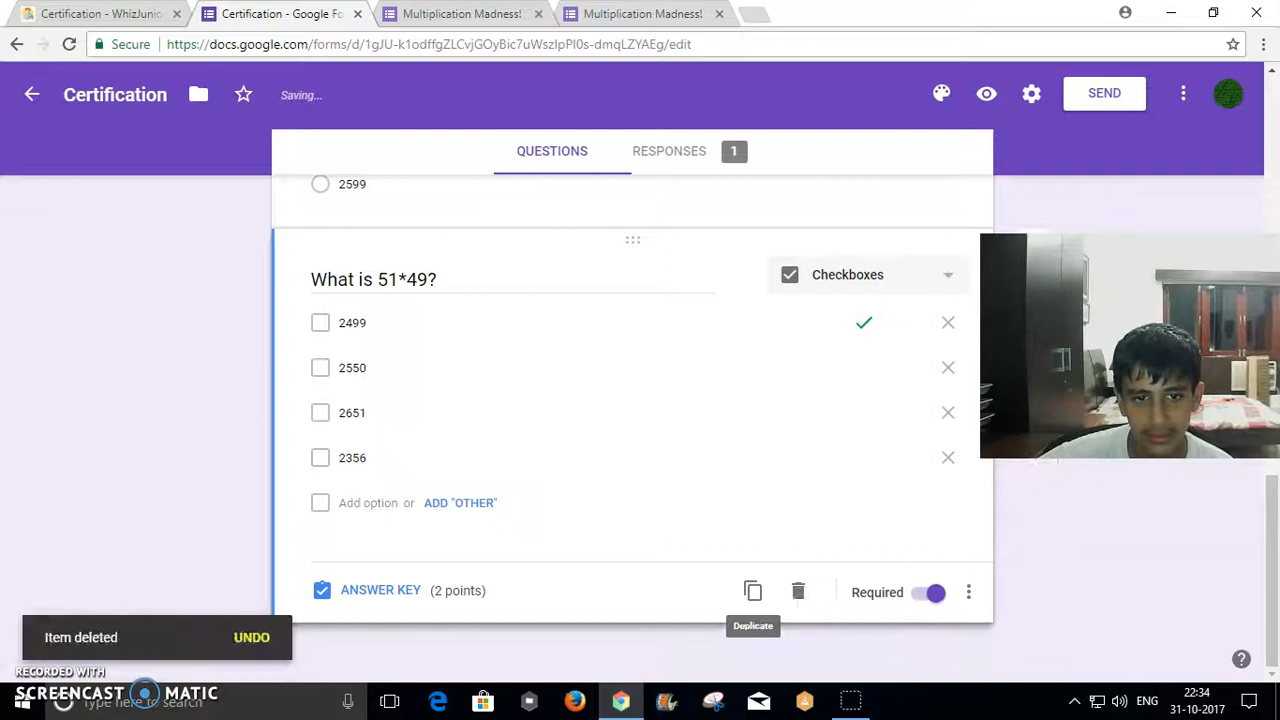 Certification - WhizJunio
Certification - Google Fo
Multiplication Madness!
Multiplication Madness!
Secure
https://docs.google.com/forms/d/1gJU-k1odffgZLCvjGOyBic7uWszIpPI0s-dmqLZYAEg/edit
Certification
Saving...
SEND
QUESTIONS
RESPONSES 1
2599
What is 51*49?
Checkboxes
2499
2550
2651
2356
Add option or ADD "OTHER"
ANSWER KEY (2 points)
Required
Duplicate
Item deleted UNDO
RECORDED WITH
SCREENCAST MATIC
Type here to search
ENG
22:34
31-10-2017